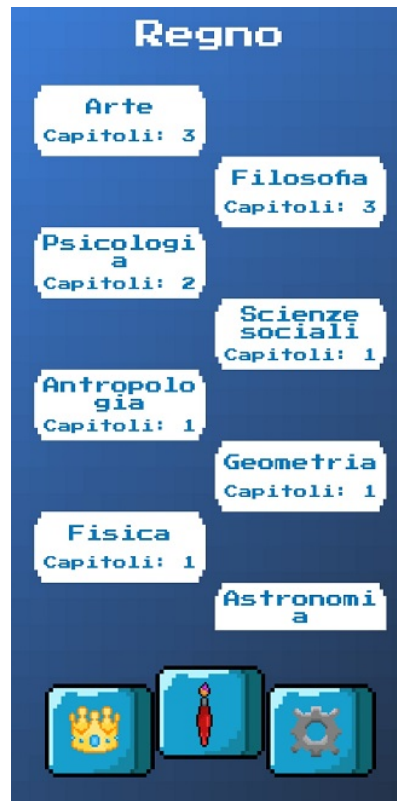 Regno
Arte
Capitoli: 3
Filosofia
Capitoli: 3
Psicologi
a
Capitoli: 2
Scienze
sociali
Capitoli: 1
Antropolo
gia
Capitoli: 1
Geometria
Capitoli: 1
Fisica
Capitoli: 1
Astronomi
a